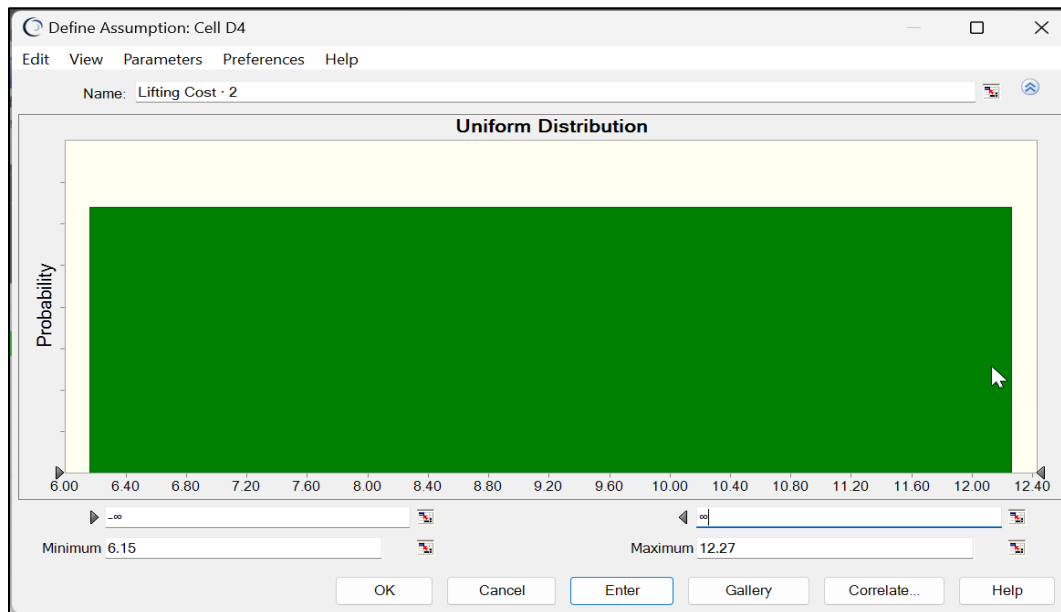 Define Assumption: Cell D4
Edit View Parameters Preferences Help
Name: Lifting Cost · 2
Uniform Distribution
Probability
6.00 6.40 6.80 7.20 7.60 8.00 8.40 8.80 9.20 9.60 10.00 10.40 10.80 11.20 11.60 12.00 12.40
-∞ ∞
Minimum 6.15 Maximum 12.27
OK Cancel Enter Gallery Correlate... Help